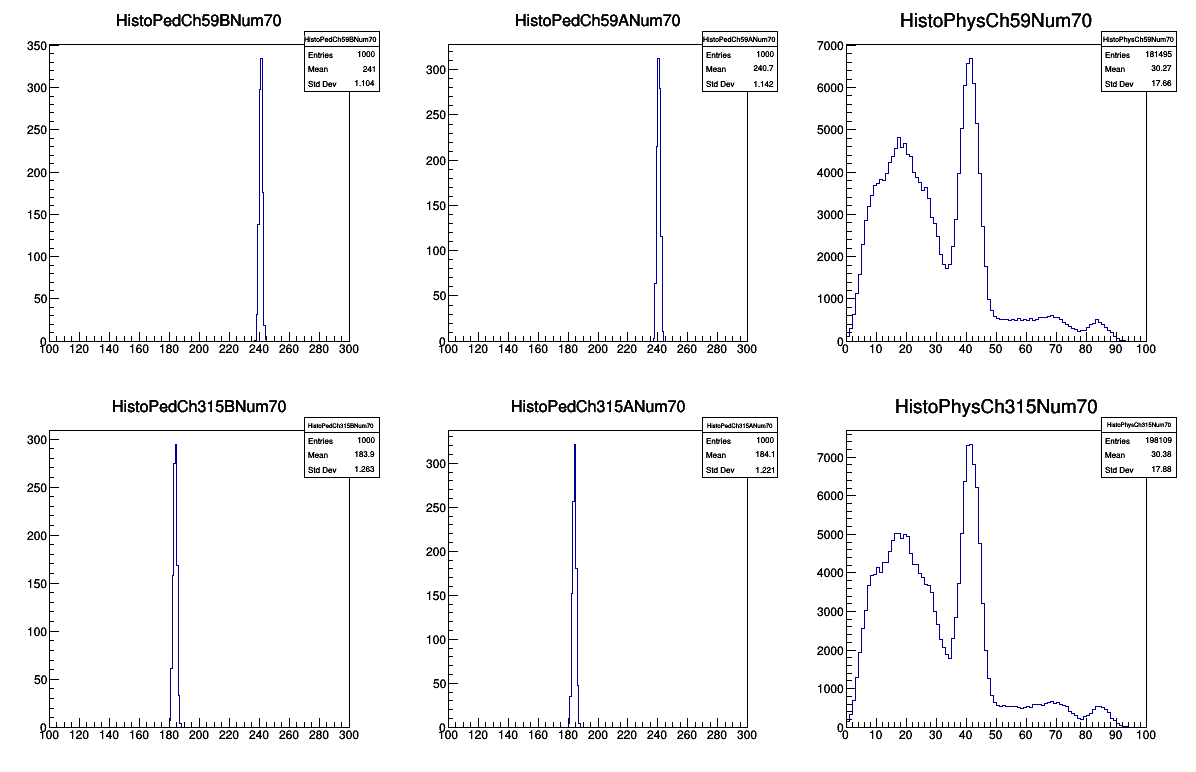 HistoPedCh59BNum70
HistoPedCh59BNum70
Entries 1000
Mean 241
Std Dev 1.104
350
300
250
200
150
100
50
0
100 120 140 160 180 200 220 240 260 280 300
HistoPedCh59ANum70
HistoPedCh59ANum70
Entries 1000
Mean 240.7
Std Dev 1.142
300
250
200
150
100
50
0
100 120 140 160 180 200 220 240 260 280 300
HistoPhysCh59Num70
HistoPhysCh59Num70
Entries 181495
Mean 30.27
Std Dev 17.66
7000
6000
5000
4000
3000
2000
1000
0
0 10 20 30 40 50 60 70 80 90 100
HistoPedCh315BNum70
HistoPedCh315BNum70
Entries 1000
Mean 183.9
Std Dev 1.263
300
250
200
150
100
50
0
100 120 140 160 180 200 220 240 260 280 300
HistoPedCh315ANum70
HistoPedCh315ANum70
Entries 1000
Mean 184.1
Std Dev 1.221
300
250
200
150
100
50
0
100 120 140 160 180 200 220 240 260 280 300
HistoPhysCh315Num70
HistoPhysCh315Num70
Entries 198109
Mean 30.38
Std Dev 17.88
7000
6000
5000
4000
3000
2000
1000
0
0 10 20 30 40 50 60 70 80 90 100